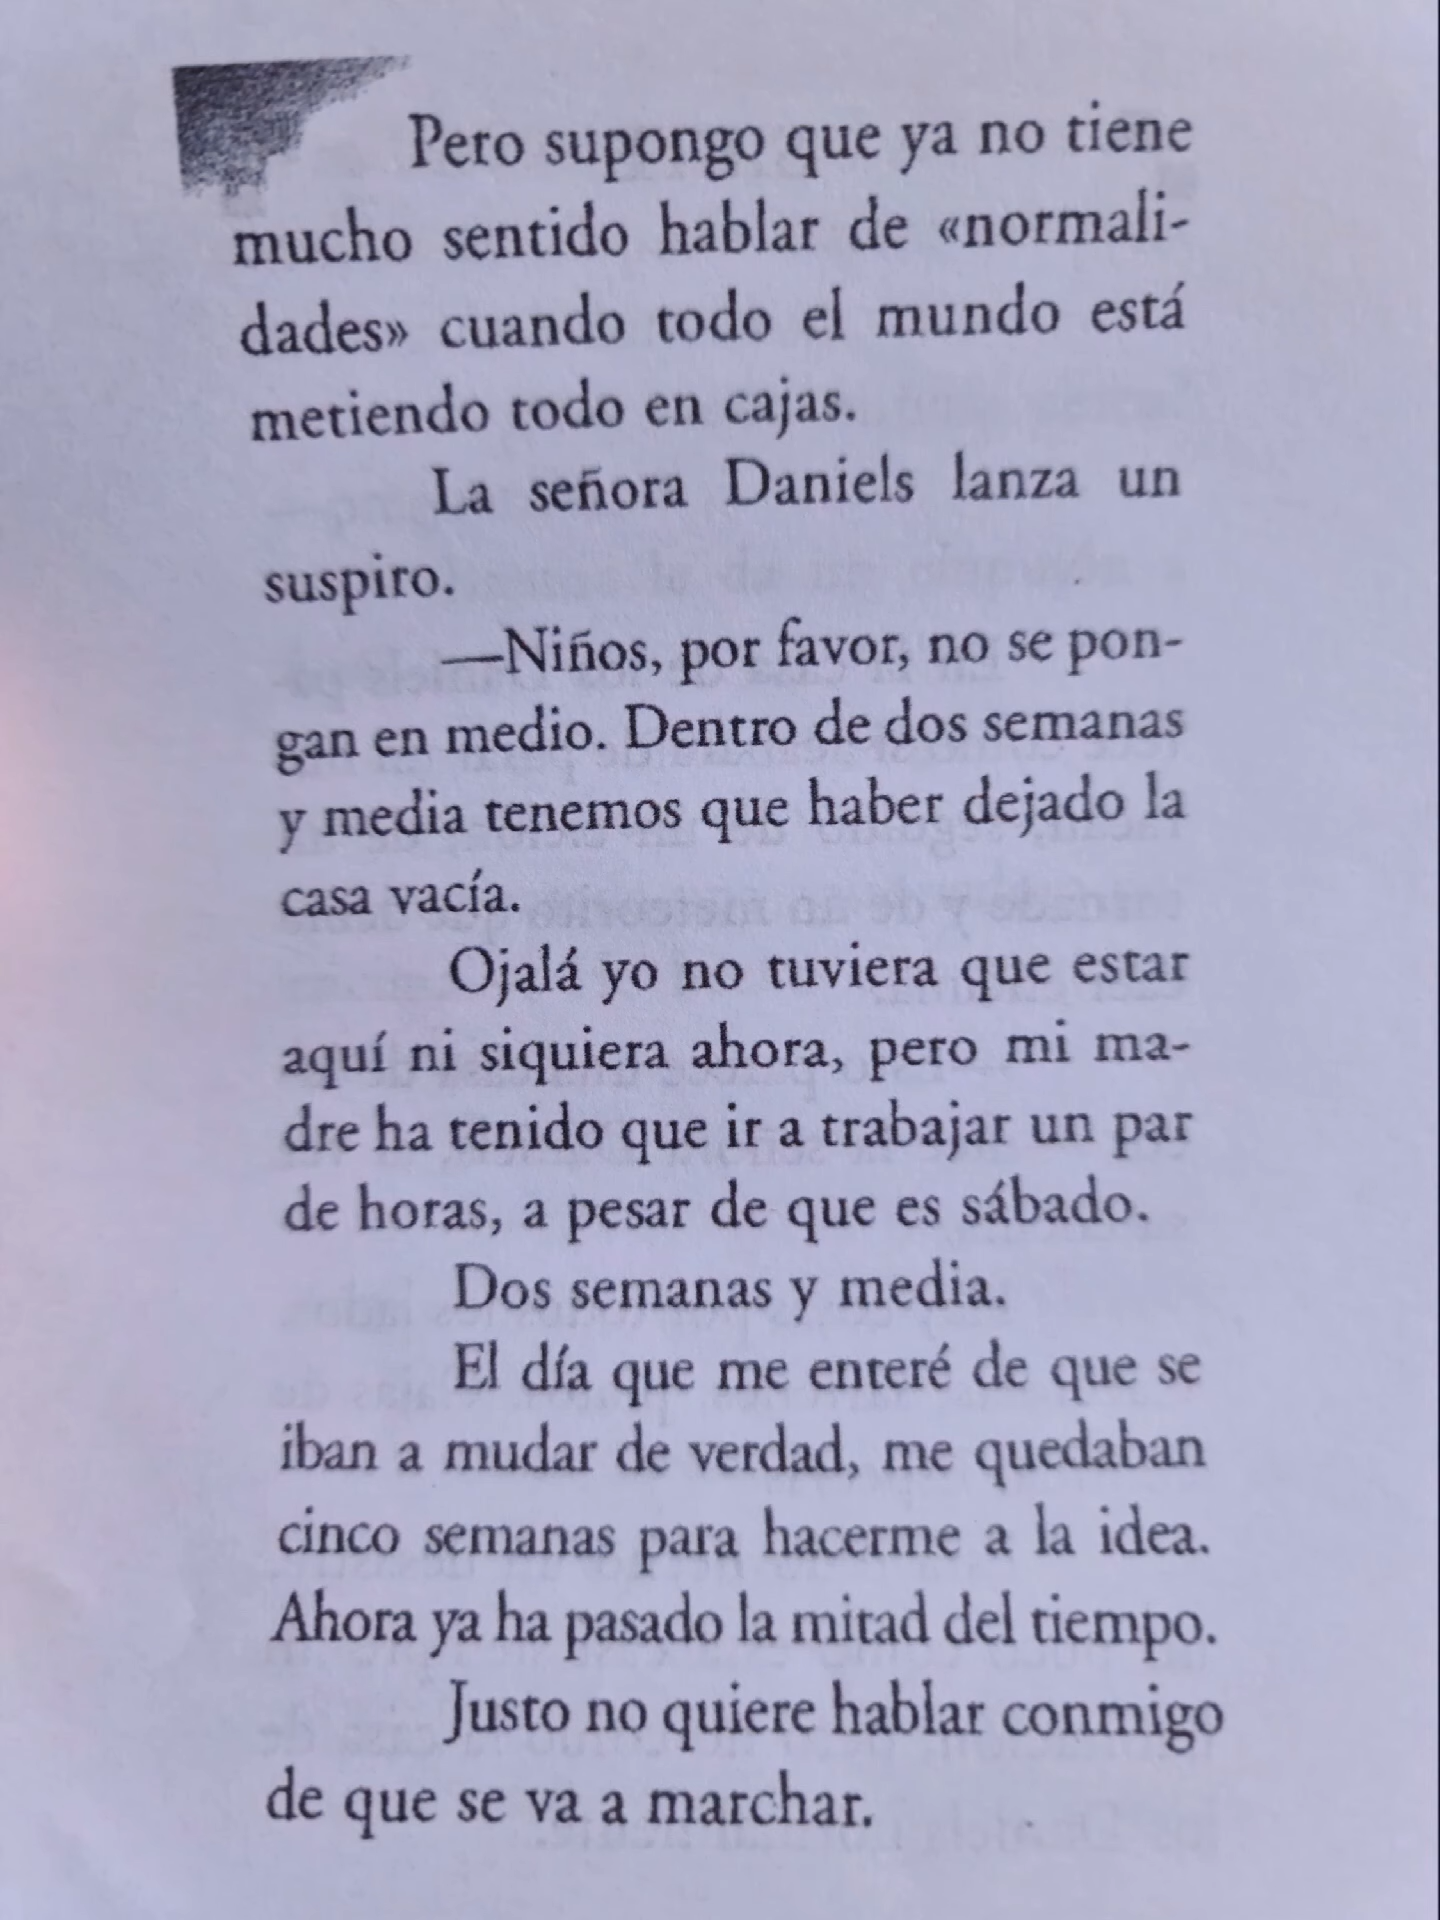 Pero supongo que ya no tiene
mucho sentido hablar de «normali-
dades» cuando todo el mundo está
metiendo todo en cajas.
La señora Daniels lanza un
suspiro.
—Niños, por favor, no se pon-
gan en medio. Dentro de dos semanas
y media tenemos que haber dejado la
casa vacía.
Ojalá yo no tuviera que estar
aquí ni siquiera ahora, pero mi ma-
dre ha tenido que ir a trabajar un par
de horas, a pesar de que es sábado.
Dos semanas y media.
El día que me enteré de que se
iban a mudar de verdad, me quedaban
cinco semanas para hacerme a la idea.
Ahora ya ha pasado la mitad del tiempo.
Justo no quiere hablar conmigo
de que se va a marchar.